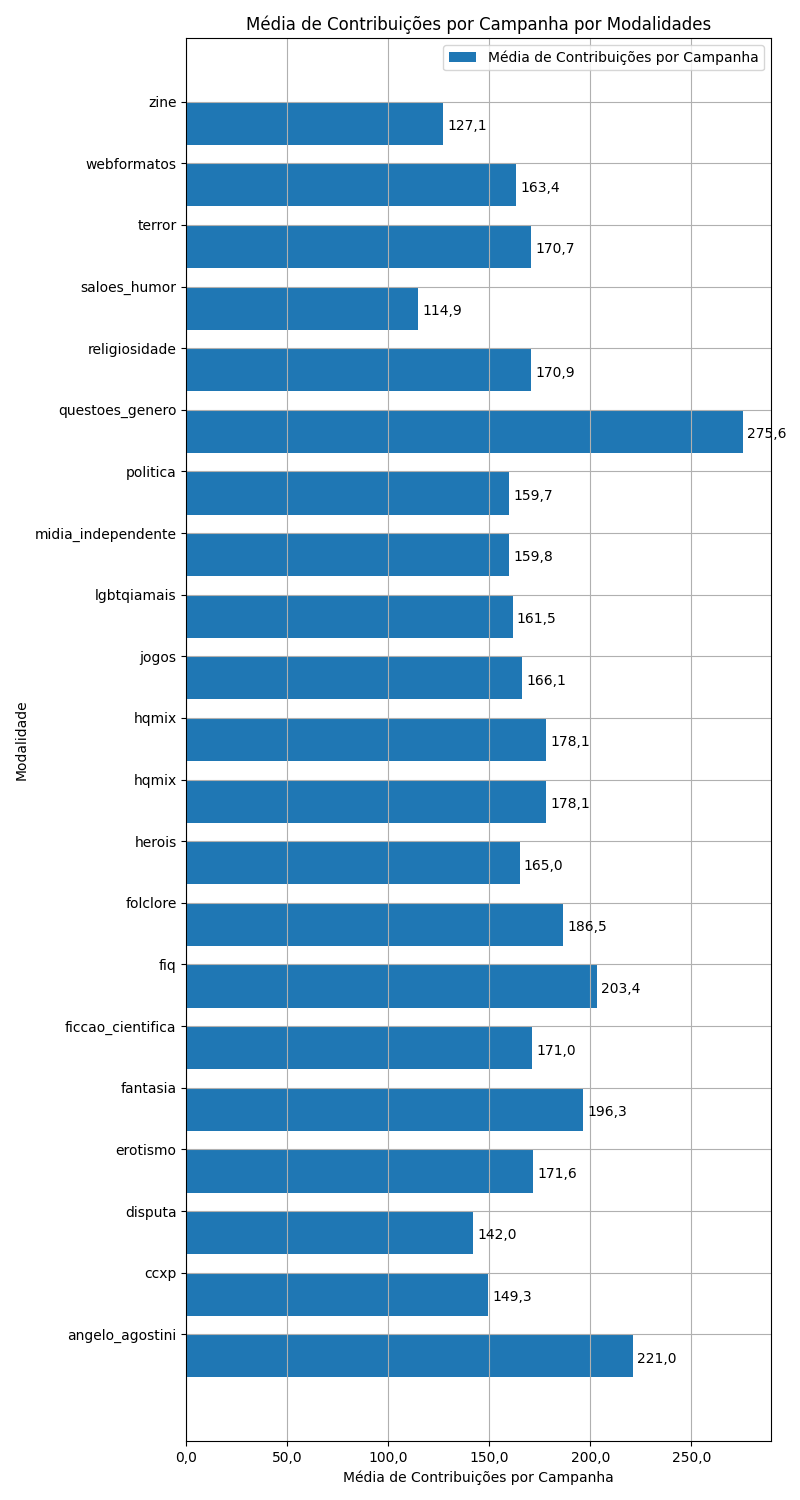 Média de Contribuições por Campanha por Modalidades
Média de Contribuições por Campanha
zine
127,1
webformatos
163,4
terror
170,7
saloes_humor
114,9
religiosidade
170,9
questoes_genero
275,6
politica
159,7
midia_independente
159,8
lgbtqiamais
161,5
jogos
166,1
hqmix
178,1
hqmix
178,1
herois
165,0
folclore
186,5
fiq
203,4
ficcao_cientifica
171,0
fantasia
196,3
erotismo
171,6
disputa
142,0
ccxp
149,3
angelo_agostini
221,0
Modalidade
0,0 50,0 100,0 150,0 200,0 250,0
Média de Contribuições por Campanha